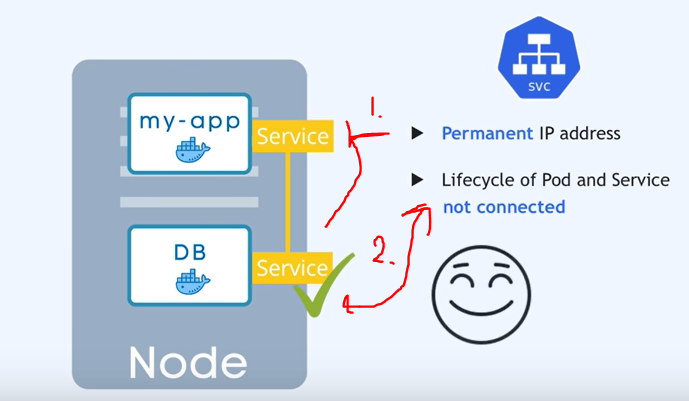 svc
my-app
Service
1.
Permanent IP address
Lifecycle of Pod and Service
not connected
DB
Service
2.
Node